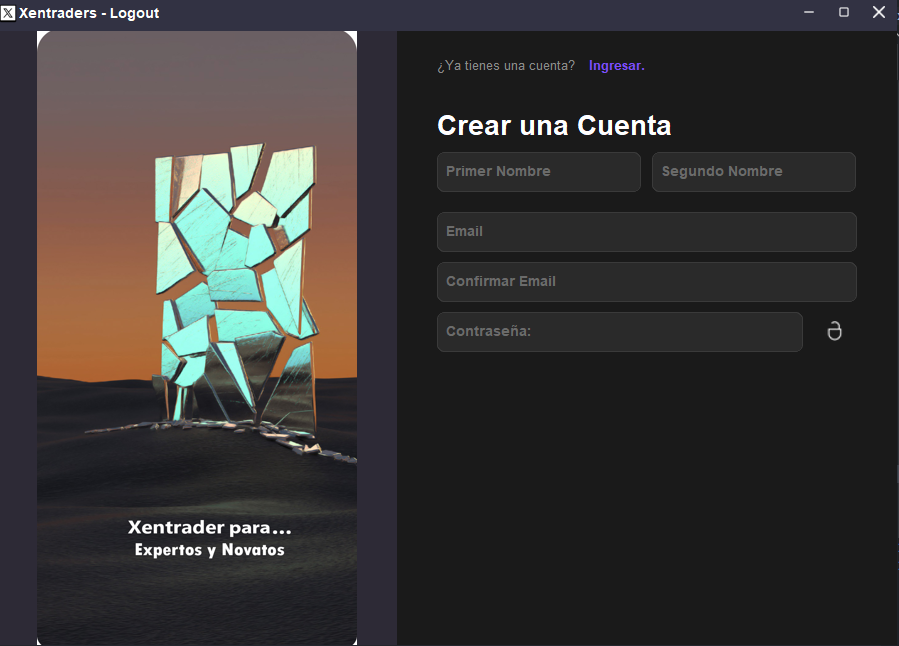 Xentraders - Logout
¿Ya tienes una cuenta? Ingresar.
Crear una Cuenta
Primer Nombre Segundo Nombre
Email
Confirmar Email
Contraseña:
Xentrader para...
Expertos y Novatos